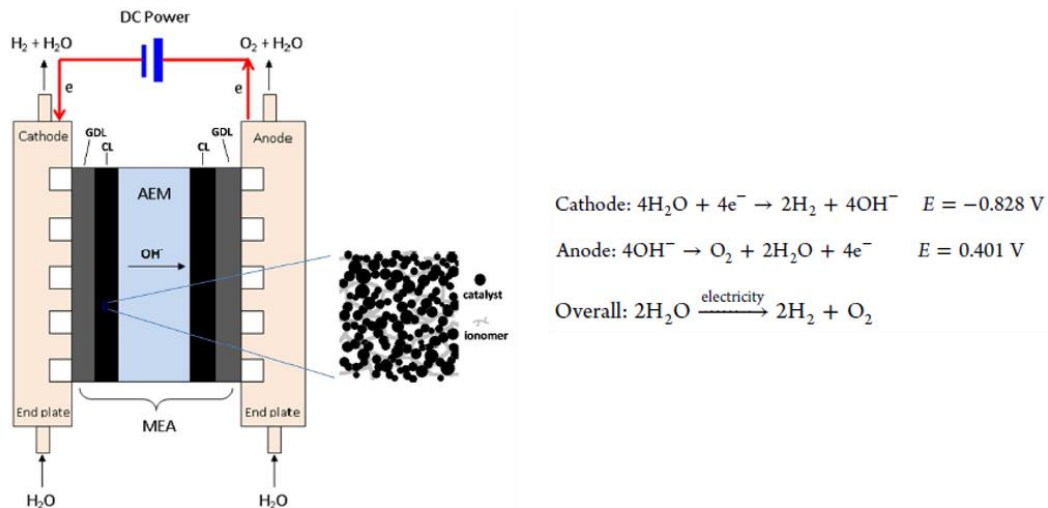 DC Power
H₂ + H₂O
O₂ + H₂O
e
e
Cathode
GDL
CL
CL
GDL
Anode
AEM
OH⁻
catalyst
ionomer
End plate
MEA
End plate
H₂O
H₂O
Cathode: 4H₂O + 4e⁻ → 2H₂ + 4OH⁻ E = −0.828 V
Anode: 4OH⁻ → O₂ + 2H₂O + 4e⁻ E = 0.401 V
electricity
Overall: 2H₂O → 2H₂ + O₂